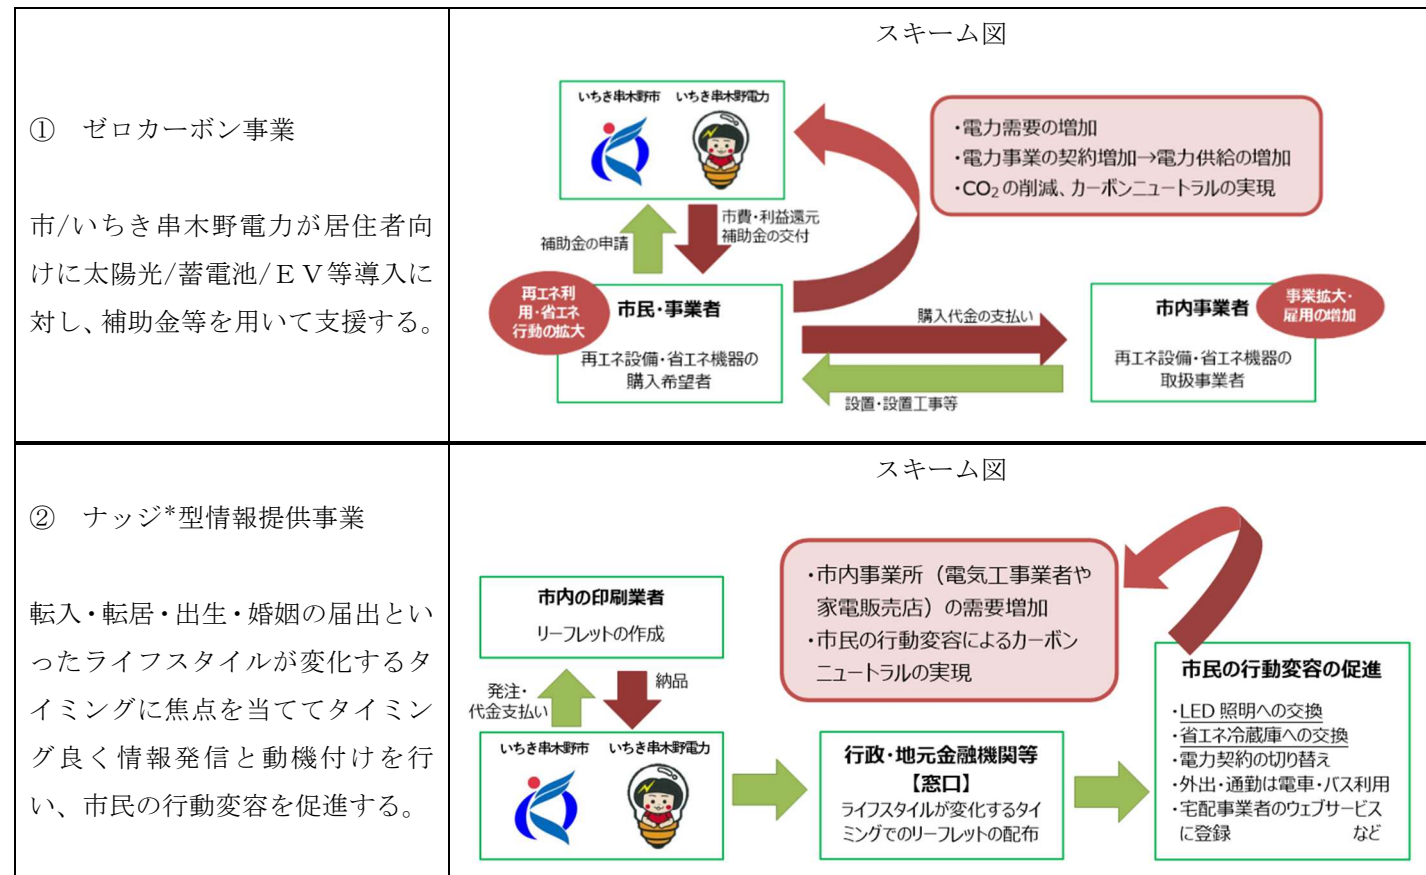 ① ゼロカーボン事業
市/いちき串木野電力が居住者向
けに太陽光/蓄電池/ＥＶ等導入に
対し、補助金等を用いて支援する。
スキーム図
いちき串木野市 いちき串木野電力
・電力需要の増加
・電力事業の契約増加→電力供給の増加
・CO₂の削減、カーボンニュートラルの実現
補助金の申請
市費・利益還元
補助金の交付
再エネ利
用・省エネ
行動の拡大
市民・事業者
再エネ設備・省エネ機器の
購入希望者
購入代金の支払い
設置・設置工事等
市内事業者
事業拡大・
雇用の増加
再エネ設備・省エネ機器の
取扱事業者
② ナッジ*型情報提供事業
転入・転居・出生・婚姻の届出とい
ったライフスタイルが変化するタ
イミングに焦点を当ててタイミン
グ良く情報発信と動機付けを行
い、市民の行動変容を促進する。
スキーム図
市内の印刷業者
リーフレットの作成
発注・
代金支払い
納品
いちき串木野市 いちき串木野電力
・市内事業所（電気工事業者や
家電販売店）の需要増加
・市民の行動変容によるカーボン
ニュートラルの実現
行政・地元金融機関等
【窓口】
ライフスタイルが変化するタイ
ミングでのリーフレットの配布
市民の行動変容の促進
・LED 照明への交換
・省エネ冷蔵庫への交換
・電力契約の切り替え
・外出・通勤は電車・バス利用
・宅配事業者のウェブサービス
に登録 など